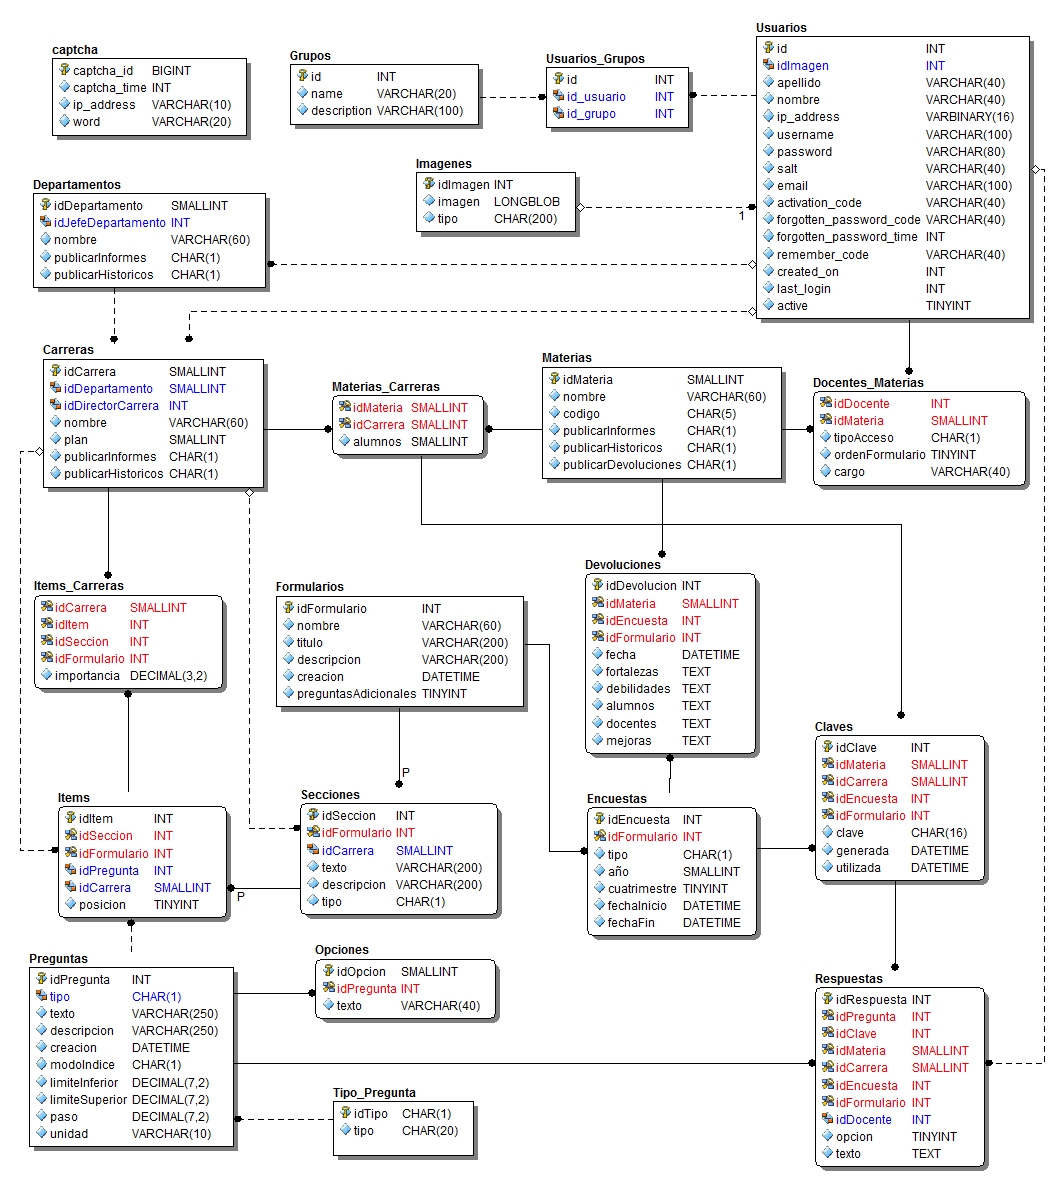 captcha
captcha_id BIGINT
captcha_time INT
ip_address VARCHAR(10)
word VARCHAR(20)
Grupos
id INT
name VARCHAR(20)
description VARCHAR(100)
Usuarios_Grupos
id INT
id_usuario INT
id_grupo INT
Usuarios
id INT
idImagen INT
apellido VARCHAR(40)
nombre VARCHAR(40)
ip_address VARBINARY(16)
username VARCHAR(100)
password VARCHAR(80)
salt VARCHAR(40)
email VARCHAR(100)
activation_code VARCHAR(40)
forgotten_password_code VARCHAR(40)
forgotten_password_time INT
remember_code VARCHAR(40)
created_on INT
last_login INT
active TINYINT
Imagenes
idImagen INT
imagen LONGBLOB
tipo CHAR(200)
1
Departamentos
idDepartamento SMALLINT
idJefeDepartamento INT
nombre VARCHAR(60)
publicarInformes CHAR(1)
publicarHistoricos CHAR(1)
Carreras
idCarrera SMALLINT
idDepartamento SMALLINT
idDirectorCarrera INT
nombre VARCHAR(60)
plan SMALLINT
publicarInformes CHAR(1)
publicarHistoricos CHAR(1)
Materias_Carreras
idMateria SMALLINT
idCarrera SMALLINT
alumnos SMALLINT
Materias
idMateria SMALLINT
nombre VARCHAR(60)
codigo CHAR(5)
publicarInformes CHAR(1)
publicarHistoricos CHAR(1)
publicarDevoluciones CHAR(1)
Docentes_Materias
idDocente INT
idMateria SMALLINT
tipoAcceso CHAR(1)
ordenFormulario TINYINT
cargo VARCHAR(40)
Items_Carreras
idCarrera SMALLINT
idItem INT
idSeccion INT
idFormulario INT
importancia DECIMAL(3,2)
Formularios
idFormulario INT
nombre VARCHAR(60)
titulo VARCHAR(200)
descripcion VARCHAR(200)
creacion DATETIME
preguntasAdicionales TINYINT
P
Devoluciones
idDevolucion INT
idMateria SMALLINT
idEncuesta INT
idFormulario INT
fecha DATETIME
fortalezas TEXT
debilidades TEXT
alumnos TEXT
docentes TEXT
mejoras TEXT
Claves
idClave INT
idMateria SMALLINT
idCarrera SMALLINT
idEncuesta INT
idFormulario INT
clave CHAR(16)
generada DATETIME
utilizada DATETIME
Items
idItem INT
idSeccion INT
idFormulario INT
idPregunta INT
idCarrera SMALLINT
posicion TINYINT
P
Secciones
idSeccion INT
idFormulario INT
idCarrera SMALLINT
texto VARCHAR(200)
descripcion VARCHAR(200)
tipo CHAR(1)
Encuestas
idEncuesta INT
idFormulario INT
tipo CHAR(1)
año SMALLINT
cuatrimestre TINYINT
fechaInicio DATETIME
fechaFin DATETIME
Preguntas
idPregunta INT
tipo CHAR(1)
texto VARCHAR(250)
descripcion VARCHAR(250)
creacion DATETIME
modoIndice CHAR(1)
limiteInferior DECIMAL(7,2)
limiteSuperior DECIMAL(7,2)
paso DECIMAL(7,2)
unidad VARCHAR(10)
Opciones
idOpcion SMALLINT
idPregunta INT
texto VARCHAR(40)
Tipo_Pregunta
idTipo CHAR(1)
tipo CHAR(20)
Respuestas
idRespuesta INT
idPregunta INT
idClave INT
idMateria SMALLINT
idCarrera SMALLINT
idEncuesta INT
idFormulario INT
idDocente INT
opcion TINYINT
texto TEXT